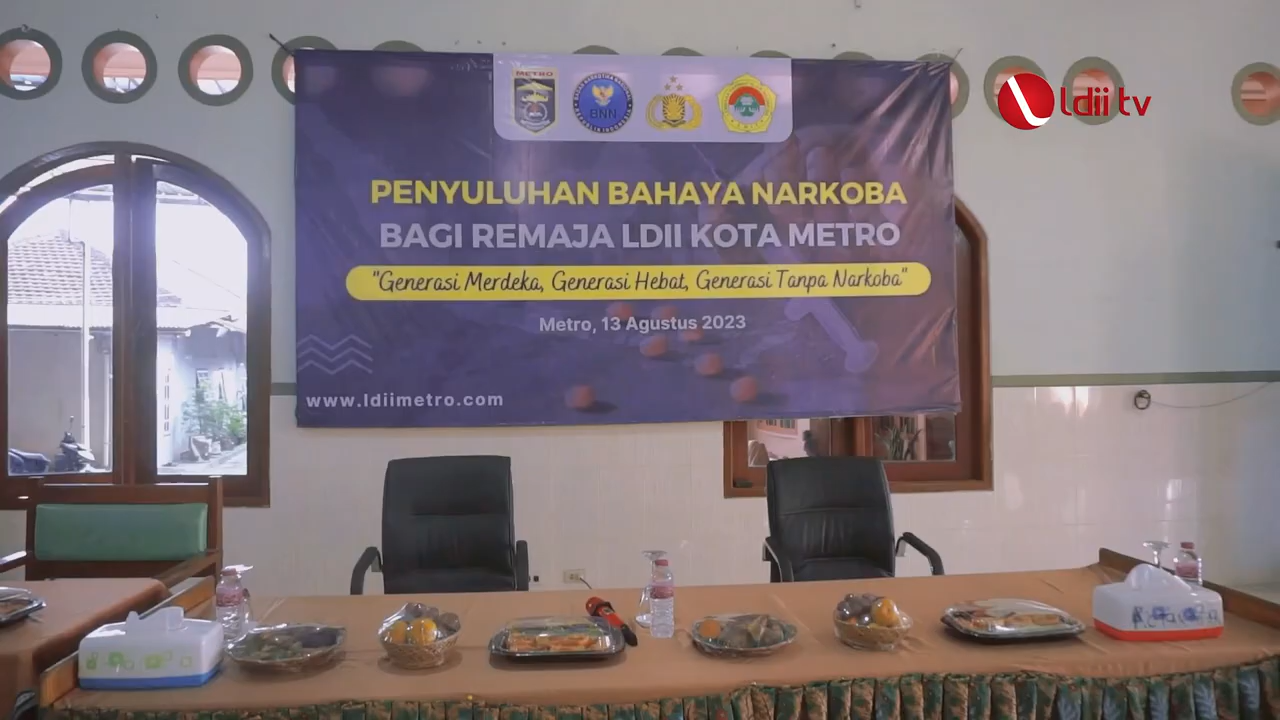 METRO
BNN
ldii tv
PENYULUHAN BAHAYA NARKOBA
BAGI REMAJA LDII KOTA METRO
"Generasi Merdeka, Generasi Hebat, Generasi Tanpa Narkoba"
Metro, 13 Agustus 2023
www.ldiimetro.com